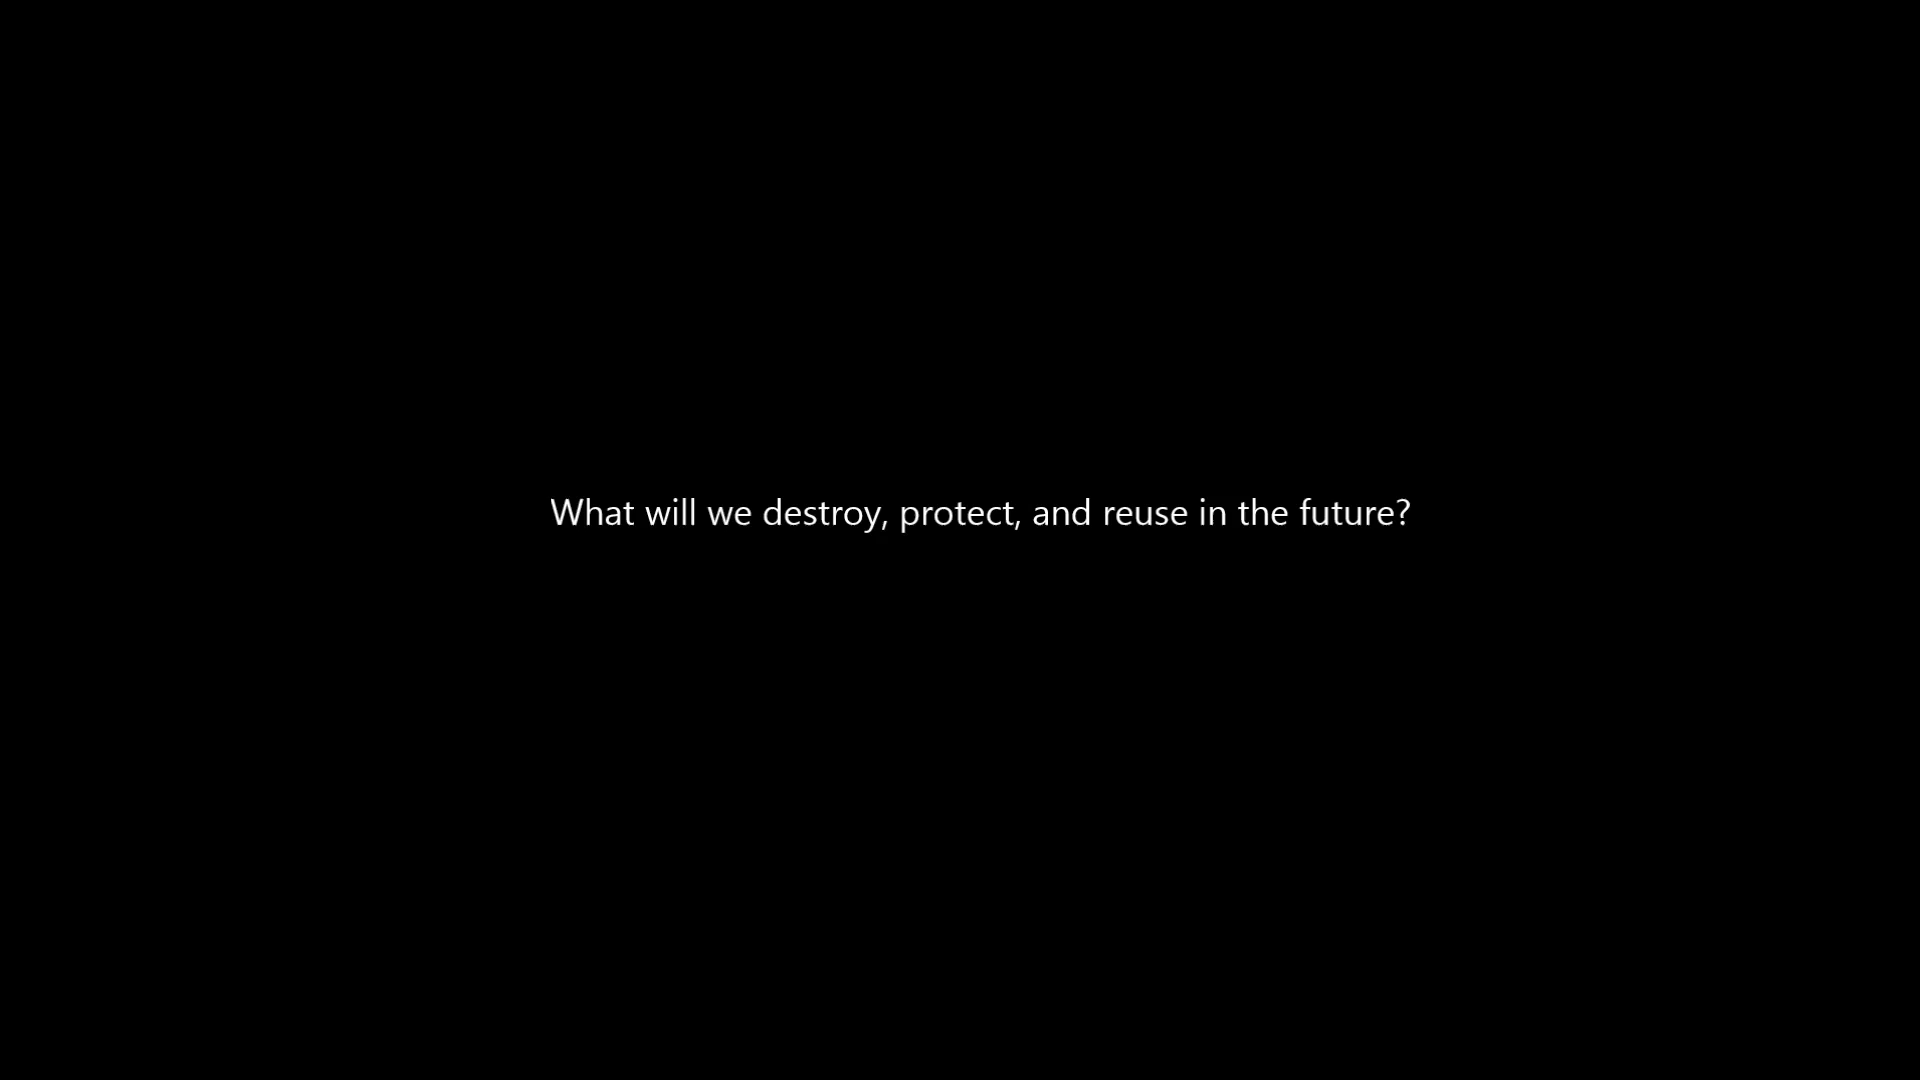 What will we destroy, protect, and reuse in the future?